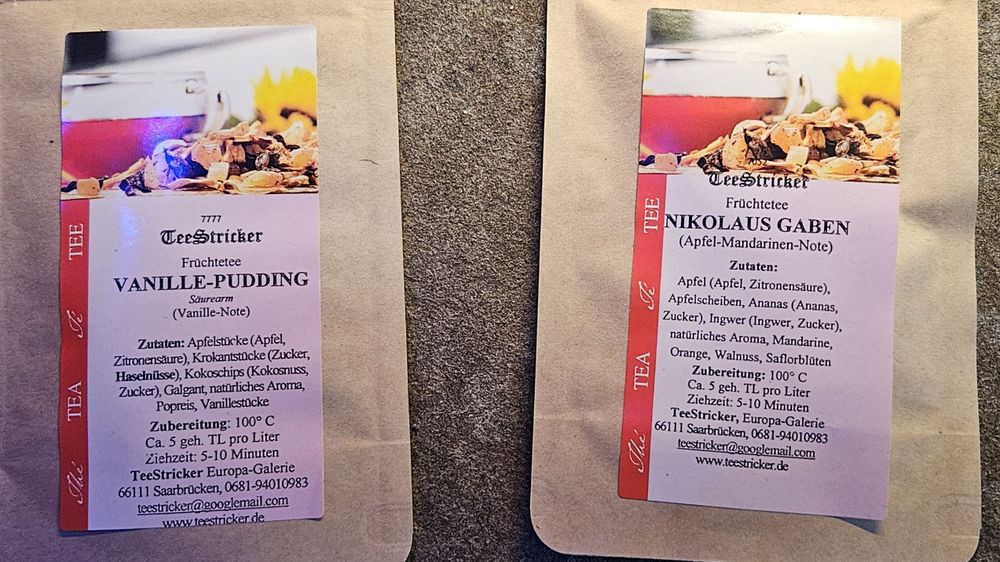 7777
TeeStricker
Früchtetee
VANILLE-PUDDING
Säurearm
(Vanille-Note)
Zutaten: Apfelstücke (Apfel,
Zitronensäure), Krokantstücke (Zucker,
Haselnüsse), Kokoschips (Kokosnuss,
Zucker), Galgant, natürliches Aroma,
Popreis, Vanillestücke
Zubereitung: 100° C
Ca. 5 geh. TL pro Liter
Ziehzeit: 5-10 Minuten
TeeStricker Europa-Galerie
66111 Saarbrücken, 0681-94010983
teestricker@googlemail.com
www.teestricker.de
Thé TEA Te TEE
TeeStricker
Früchtetee
NIKOLAUS GABEN
(Apfel-Mandarinen-Note)
Zutaten:
Apfel (Apfel, Zitronensäure),
Apfelscheiben, Ananas (Ananas,
Zucker), Ingwer (Ingwer, Zucker),
natürliches Aroma, Mandarine,
Orange, Walnuss, Saflorblüten
Zubereitung: 100° C
Ca. 5 geh. TL pro Liter
Ziehzeit: 5-10 Minuten
TeeStricker, Europa-Galerie
66111 Saarbrücken, 0681-94010983
teestricker@googlemail.com
www.teestricker.de
Thé TEA Te TEE